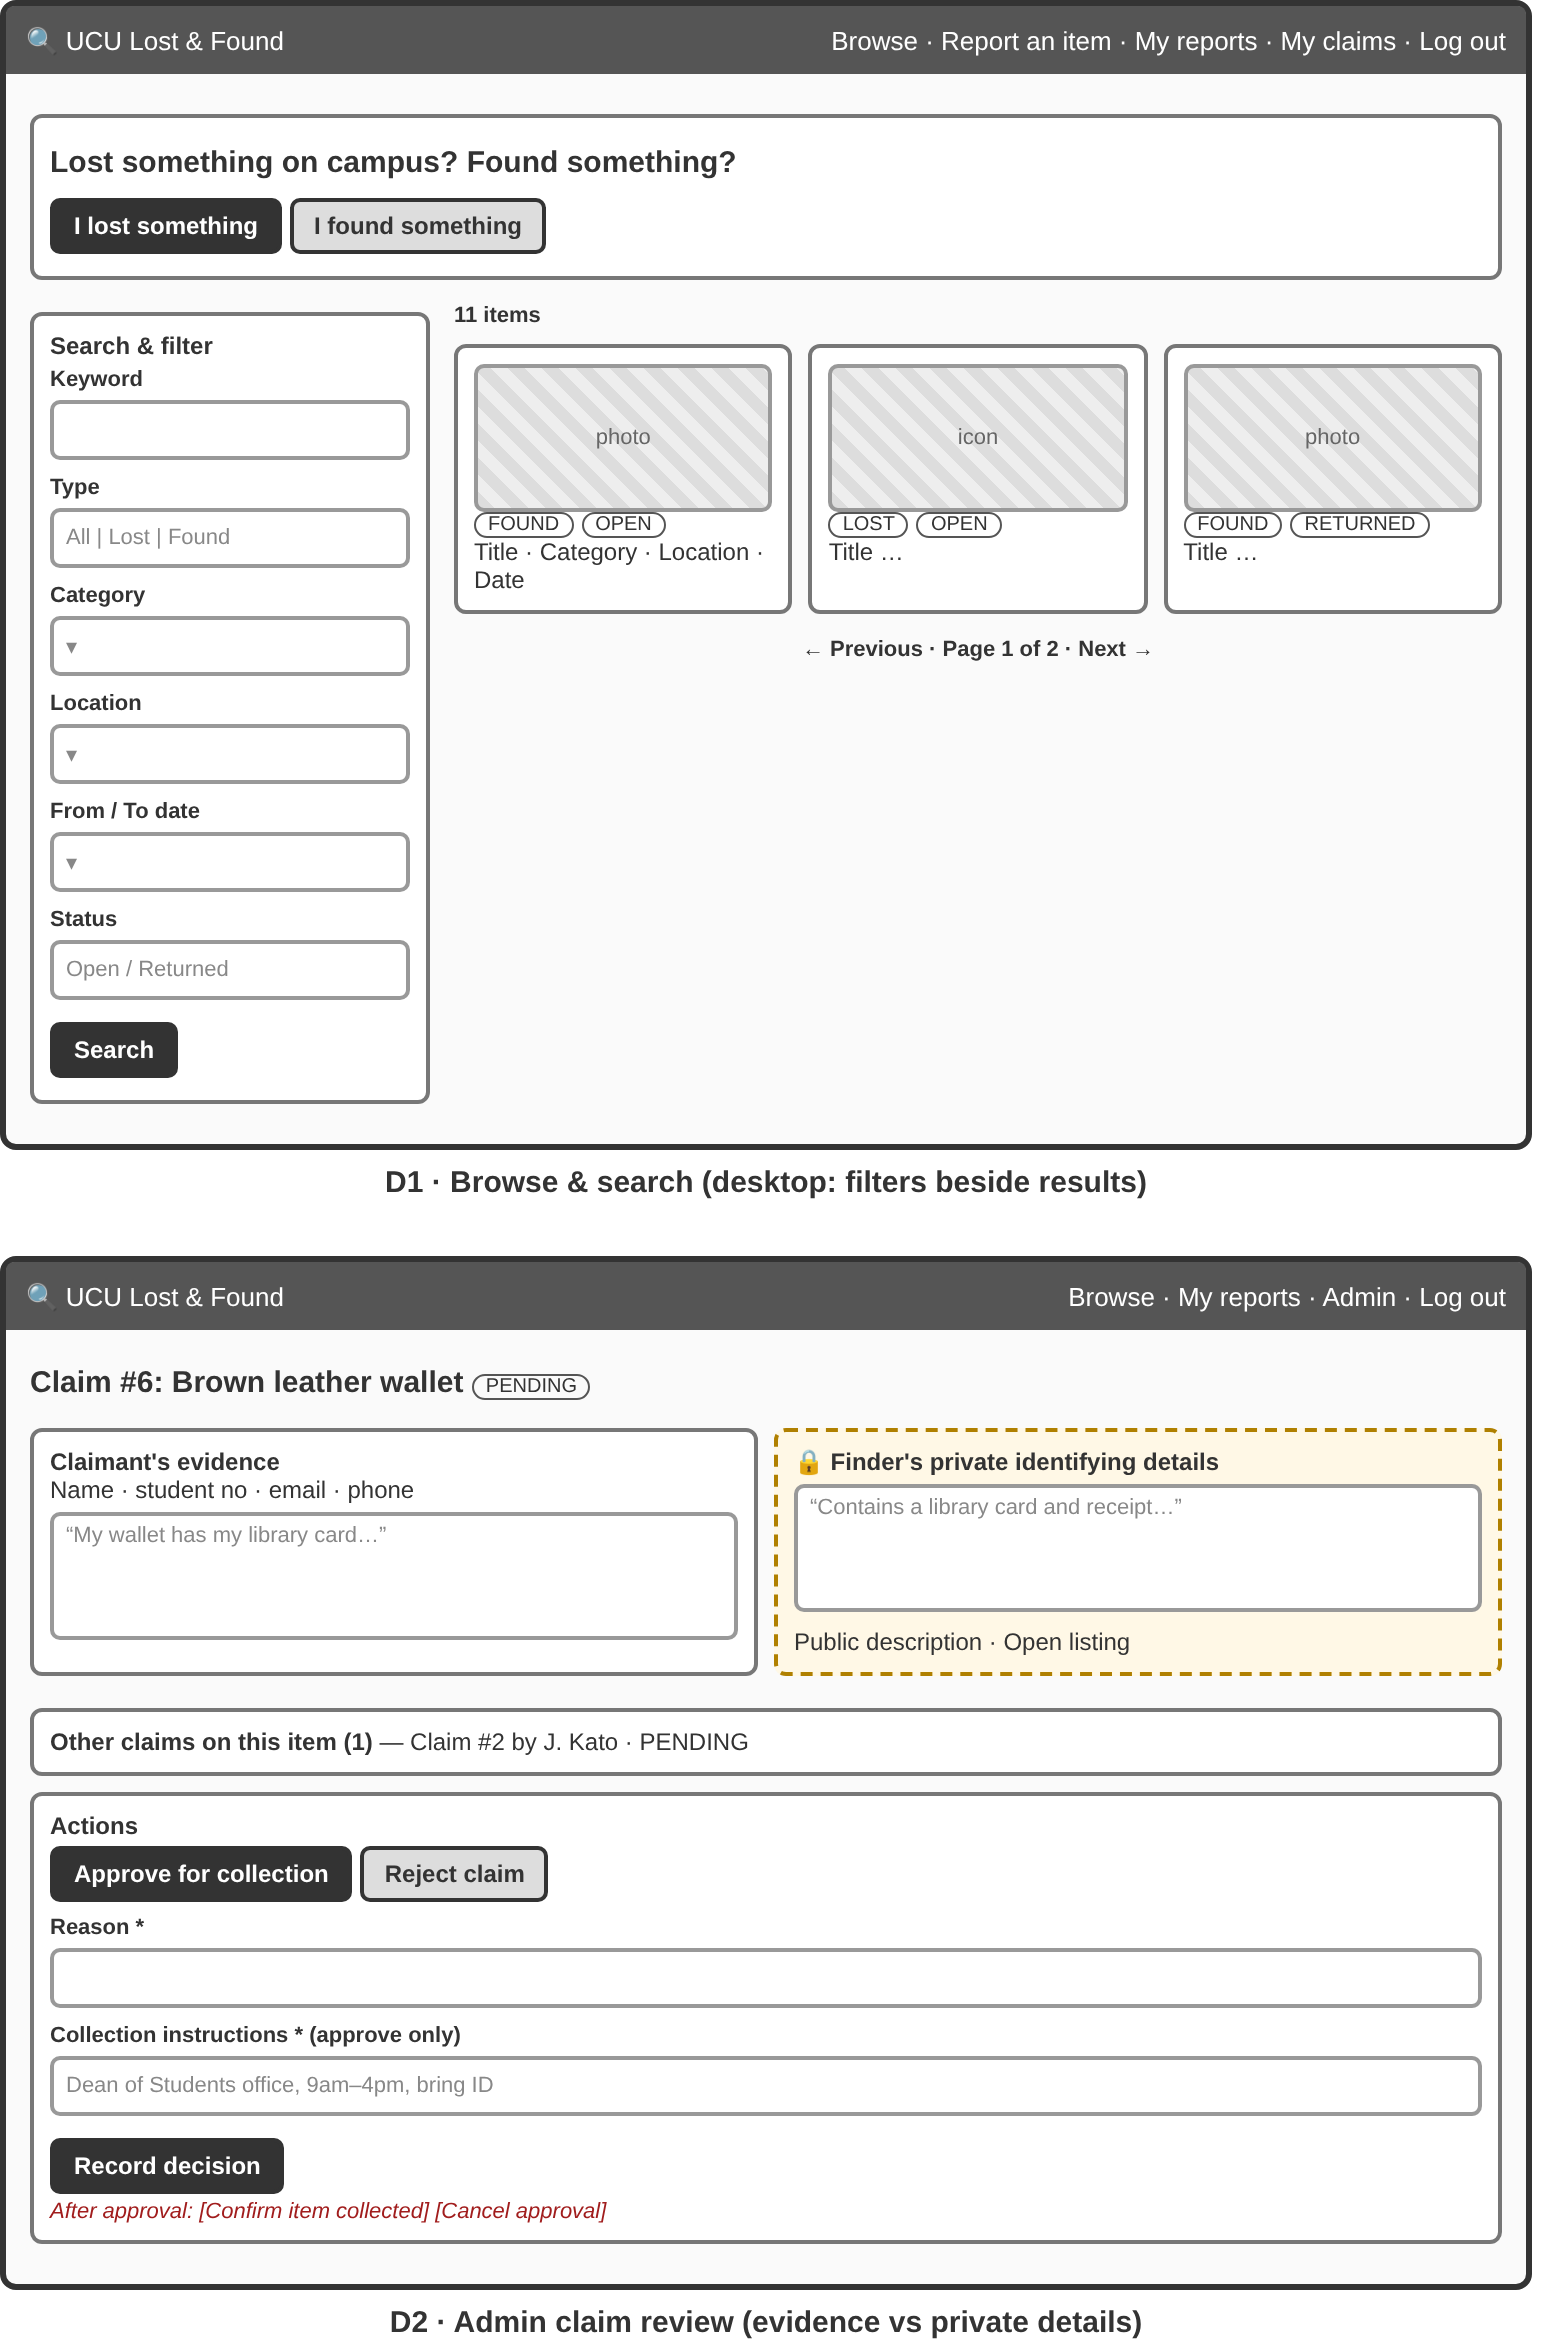 🔍 UCU Lost & Found
Browse · Report an item · My reports · My claims · Log out
Lost something on campus? Found something?
I lost something
I found something
Search & filter
Keyword
Type
All | Lost | Found
Category
▾
Location
▾
From / To date
▾
Status
Open / Returned
Search
11 items
photo
FOUND OPEN
Title · Category · Location ·
Date
icon
LOST OPEN
Title …
photo
FOUND RETURNED
Title …
← Previous · Page 1 of 2 · Next →
D1 · Browse & search (desktop: filters beside results)
🔍 UCU Lost & Found
Browse · My reports · Admin · Log out
Claim #6: Brown leather wallet PENDING
Claimant's evidence
Name · student no · email · phone
“My wallet has my library card…”
🔒 Finder's private identifying details
“Contains a library card and receipt…”
Public description · Open listing
Other claims on this item (1) — Claim #2 by J. Kato · PENDING
Actions
Approve for collection
Reject claim
Reason *
Collection instructions * (approve only)
Dean of Students office, 9am–4pm, bring ID
Record decision
After approval: [Confirm item collected] [Cancel approval]
D2 · Admin claim review (evidence vs private details)